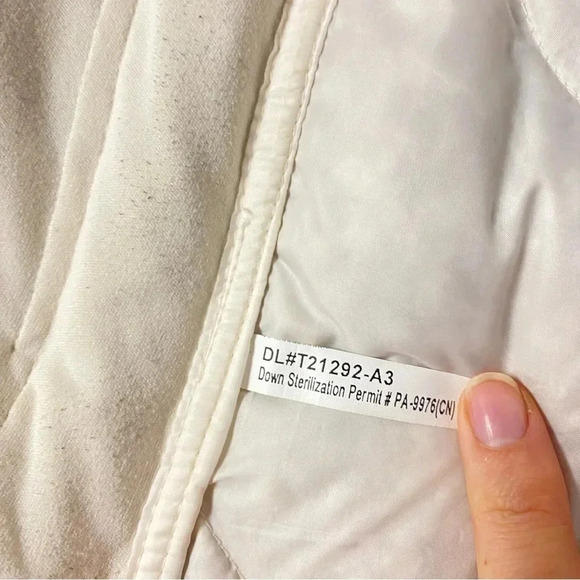 DL#T21292-A3
Down Sterilization Permit # PA-9976(CN)